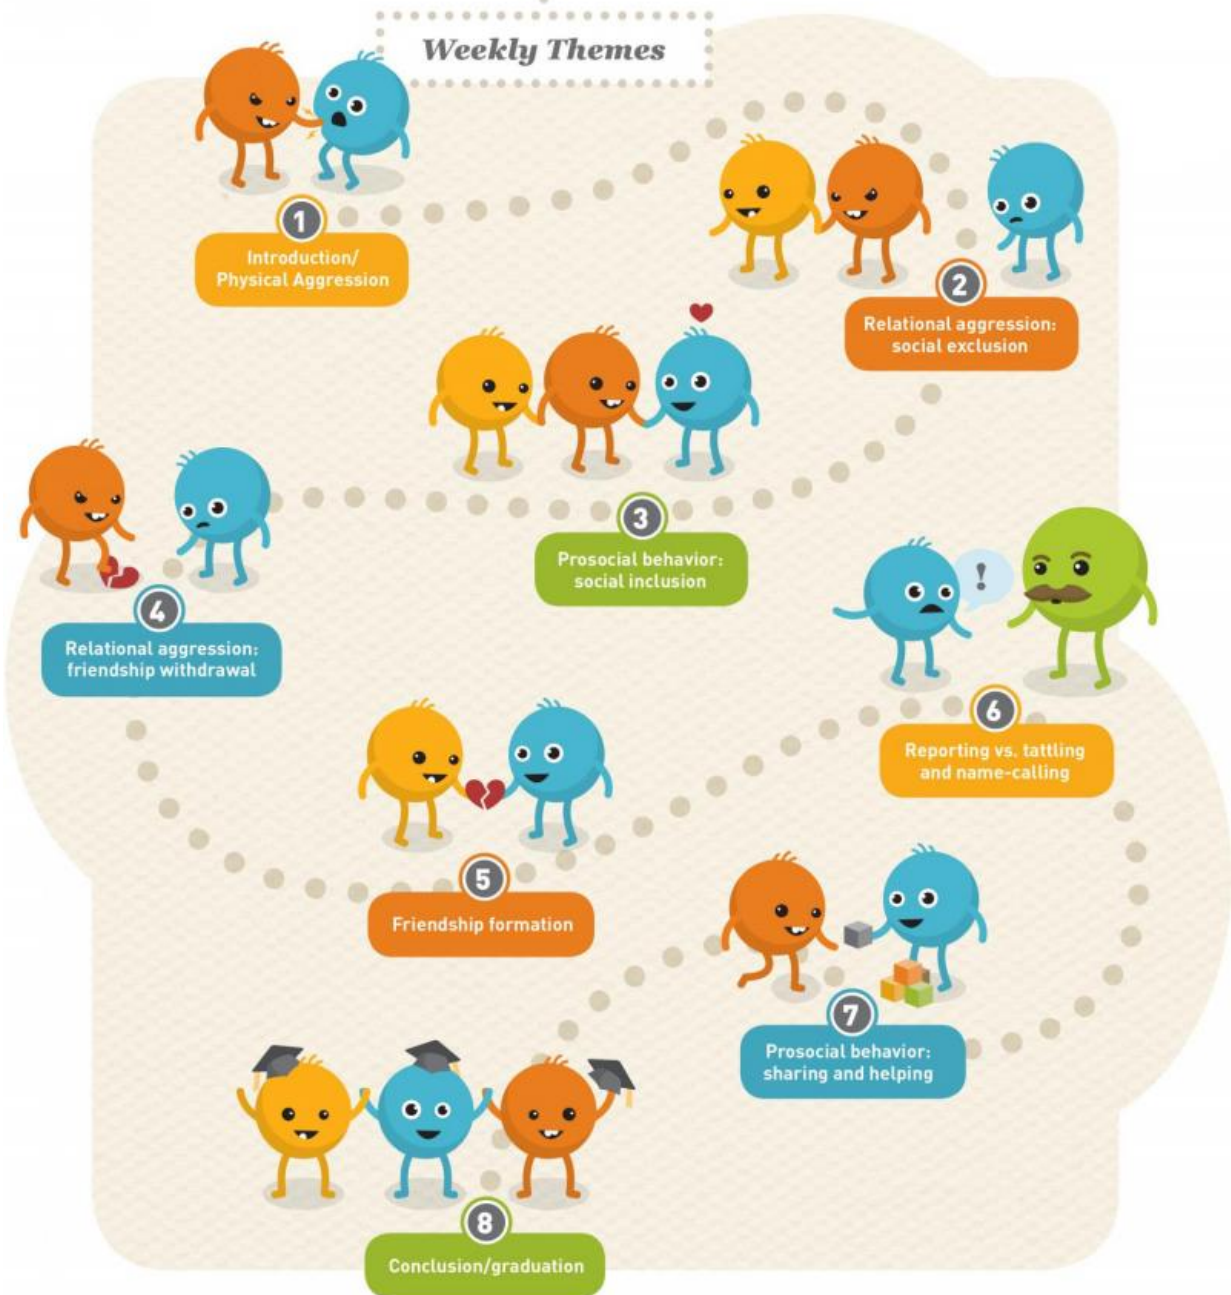 Weekly Themes
1
Introduction/
Physical Aggression
2
Relational aggression:
social exclusion
3
Prosocial behavior:
social inclusion
4
Relational aggression:
friendship withdrawal
5
Friendship formation
!
6
Reporting vs. tattling
and name-calling
7
Prosocial behavior:
sharing and helping
8
Conclusion/graduation